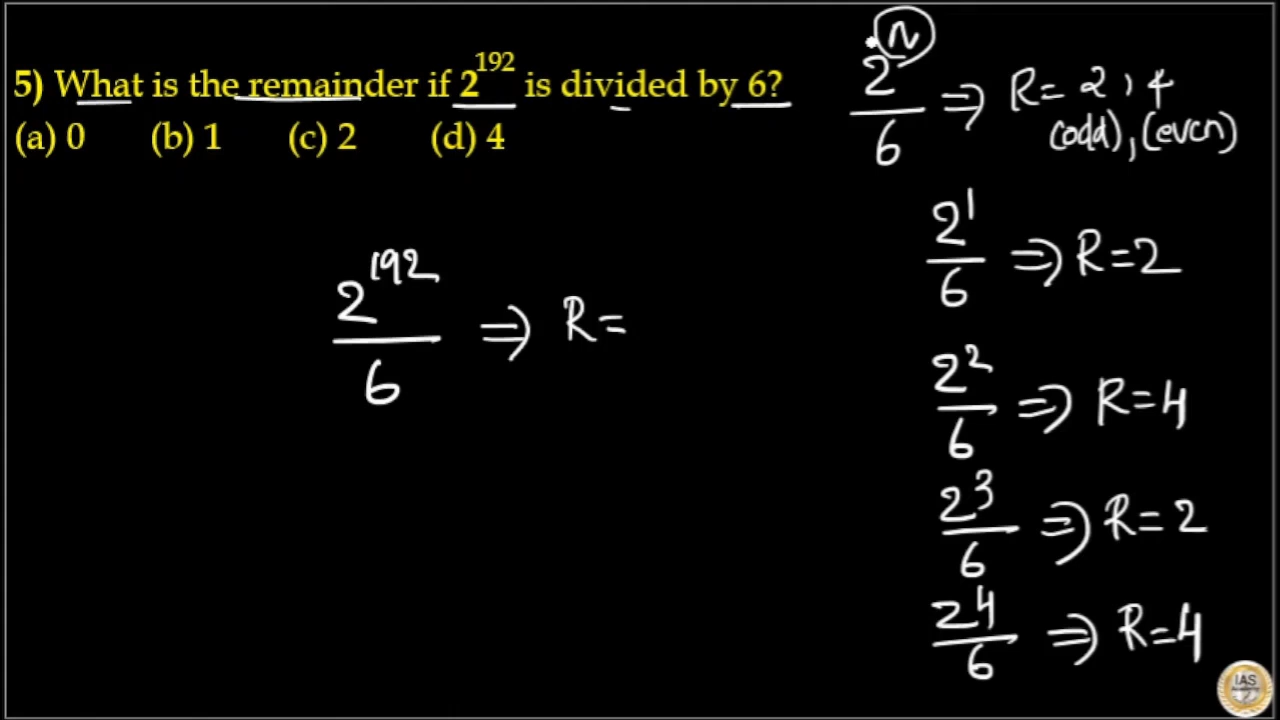 5) What is the remainder if 2^192 is divided by 6?
(a) 0 (b) 1 (c) 2 (d) 4
2^n/6 ⇒ R = 2, 4
(odd), (even)
2^1/6 ⇒ R = 2
2^192/6 ⇒ R =
2^2/6 ⇒ R = 4
2^3/6 ⇒ R = 2
2^4/6 ⇒ R = 4
IAS